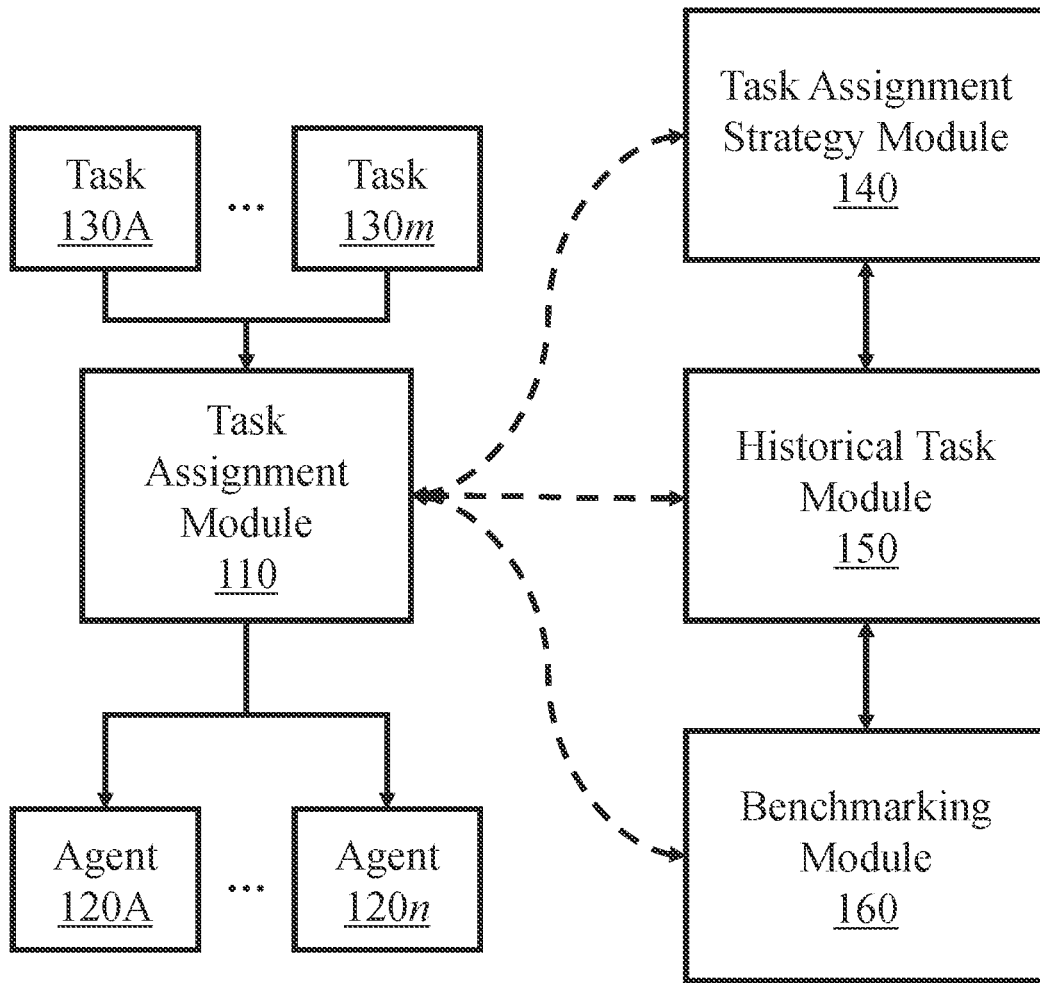 Task
130A
...
Task
130m
Task Assignment
Strategy Module
140
Task
Assignment
Module
110
Historical Task
Module
150
Agent
120A
...
Agent
120n
Benchmarking
Module
160